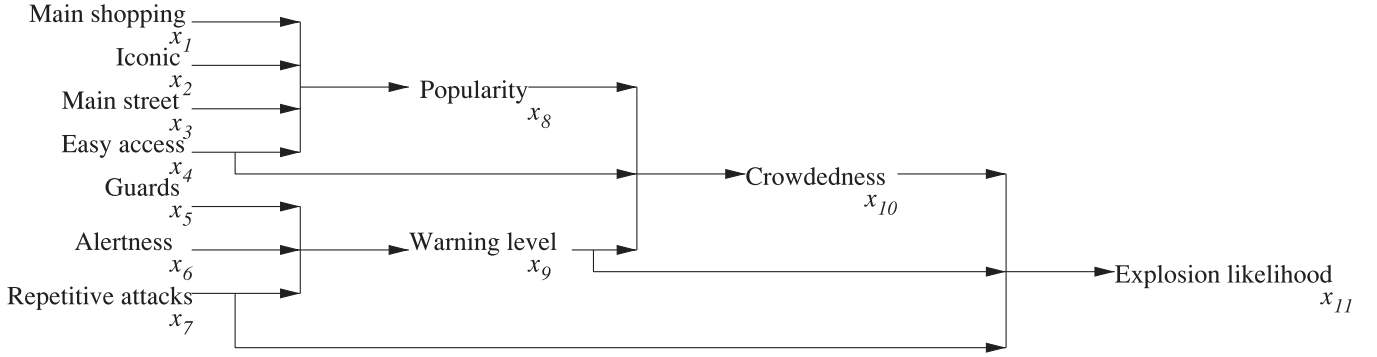 Main shopping
x1
Iconic
x2
Main street
x3
Easy access
x4
Guards
x5
Alertness
x6
Repetitive attacks
x7
Popularity
x8
Warning level
x9
Crowdedness
x10
Explosion likelihood
x11